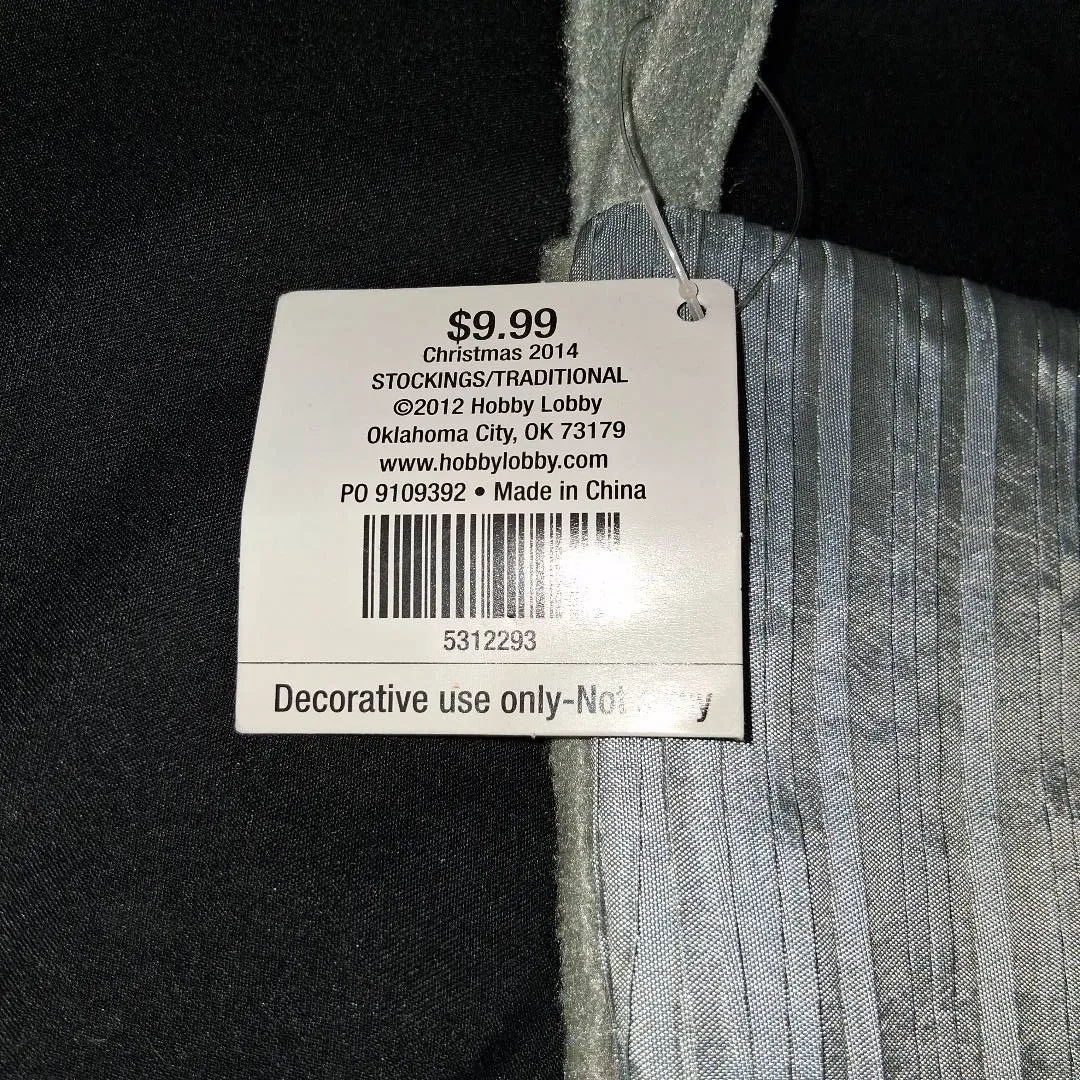 $9.99
Christmas 2014
STOCKINGS/TRADITIONAL
©2012 Hobby Lobby
Oklahoma City, OK 73179
www.hobbylobby.com
PO 9109392 • Made in China
5312293
Decorative use only-Not